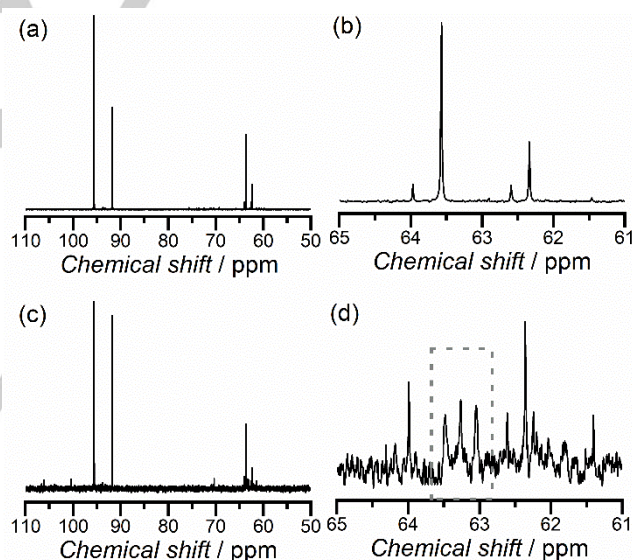 (a)
(b)
110 100 90 80 70 60 50
Chemical shift / ppm
65 64 63 62 61
Chemical shift / ppm
(c)
(d)
110 100 90 80 70 60 50
Chemical shift / ppm
65 64 63 62 61
Chemical shift / ppm